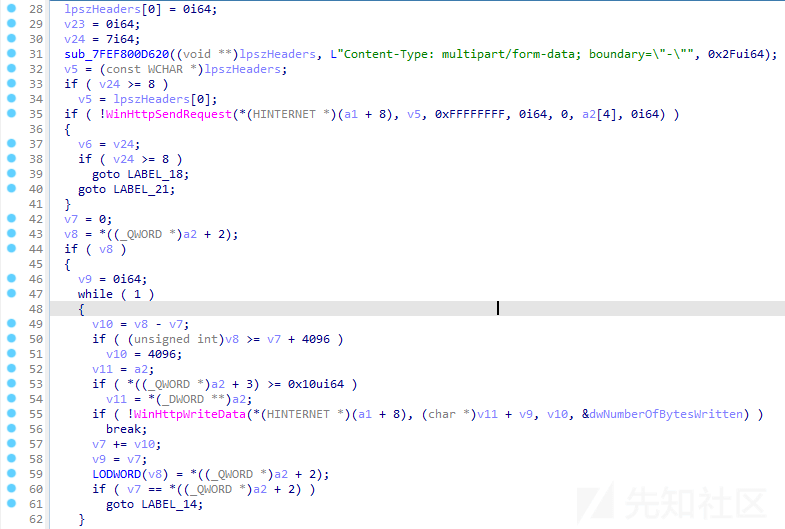 28 lpszHeaders[0] = 0i64;
29 v23 = 0i64;
30 v24 = 7i64;
31 sub_7FEF800D620((void **)lpszHeaders, L"Content-Type: multipart/form-data; boundary=\"-\"", 0x2Fui64);
32 v5 = (const WCHAR *)lpszHeaders;
33 if ( v24 >= 8 )
34 v5 = lpszHeaders[0];
35 if ( !WinHttpSendRequest(*(HINTERNET *)(a1 + 8), v5, 0xFFFFFFFF, 0i64, 0, a2[4], 0i64) )
36 {
37 v6 = v24;
38 if ( v24 >= 8 )
39 goto LABEL_18;
40 goto LABEL_21;
41 }
42 v7 = 0;
43 v8 = *((_QWORD *)a2 + 2);
44 if ( v8 )
45 {
46 v9 = 0i64;
47 while ( 1 )
48 {
49 v10 = v8 - v7;
50 if ( (unsigned int)v8 >= v7 + 4096 )
51 v10 = 4096;
52 v11 = a2;
53 if ( *((_QWORD *)a2 + 3) >= 0x10ui64 )
54 v11 = *(_DWORD **)a2;
55 if ( !WinHttpWriteData(*(HINTERNET *)(a1 + 8), (char *)v11 + v9, v10, &dwNumberOfBytesWritten) )
56 break;
57 v7 += v10;
58 v9 = v7;
59 LODWORD(v8) = *((_QWORD *)a2 + 2);
60 if ( v7 == *((_QWORD *)a2 + 2) )
61 goto LABEL_14;
62 }
先知社区